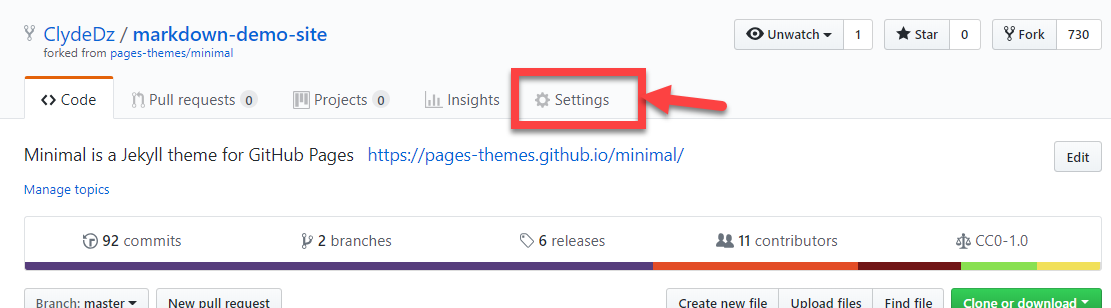 ClydeDz / markdown-demo-site
forked from pages-themes/minimal
Unwatch 1 Star 0 Fork 730
Code Pull requests 0 Projects 0 Insights Settings
Minimal is a Jekyll theme for GitHub Pages https://pages-themes.github.io/minimal/
Edit
Manage topics
92 commits 2 branches 6 releases 11 contributors CC0-1.0
Branch: master New pull request Create new file Upload files Find file Clone or download